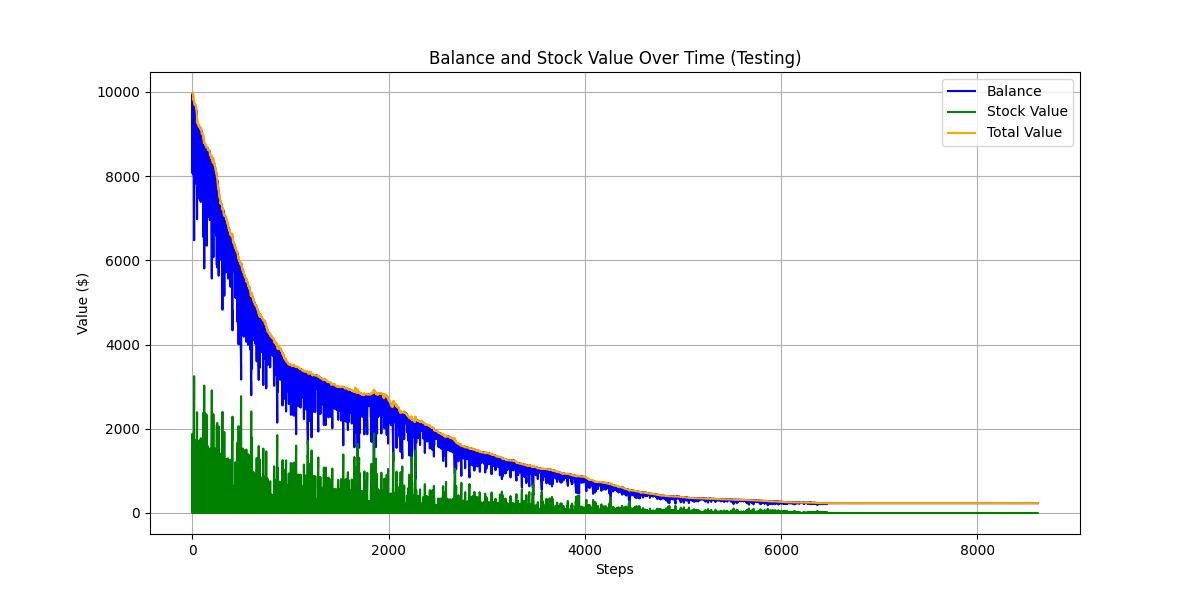 Balance and Stock Value Over Time (Testing)
Balance
Stock Value
Total Value
10000
8000
6000
4000
2000
0
Value ($)
0 2000 4000 6000 8000
Steps